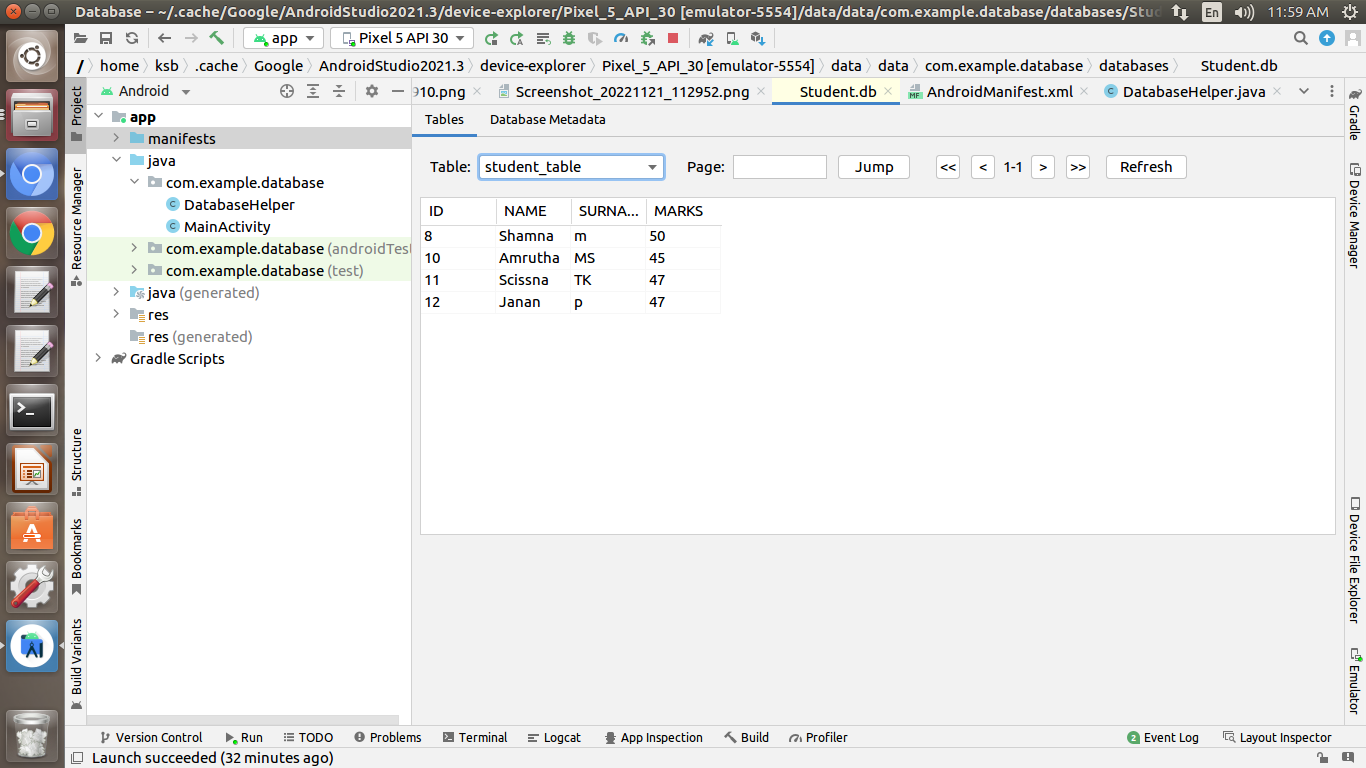 Database – ~/.cache/Google/AndroidStudio2021.3/device-explorer/Pixel_5_API_30 [emulator-5554]/data/data/com.example.database/databases/Stud
En
11:59 AM
app
Pixel 5 API 30
/ home ksb .cache Google AndroidStudio2021.3 device-explorer Pixel_5_API_30 [emulator-5554] data data com.example.database databases Student.db
Android
910.png
Screenshot_20221121_112952.png
Student.db
AndroidManifest.xml
DatabaseHelper.java
Project
Resource Manager
Structure
Bookmarks
Build Variants
app
manifests
java
com.example.database
DatabaseHelper
MainActivity
com.example.database (androidTest
com.example.database (test)
java (generated)
res
res (generated)
Gradle Scripts
Tables Database Metadata
Table: student_table Page: Jump << < 1-1 > >> Refresh
ID NAME SURNA... MARKS
8 Shamna m 50
10 Amrutha MS 45
11 Scissna TK 47
12 Janan p 47
Gradle
Device Manager
Device File Explorer
Emulator
Version Control Run TODO Problems Terminal Logcat App Inspection Build Profiler 2 Event Log Layout Inspector
Launch succeeded (32 minutes ago)